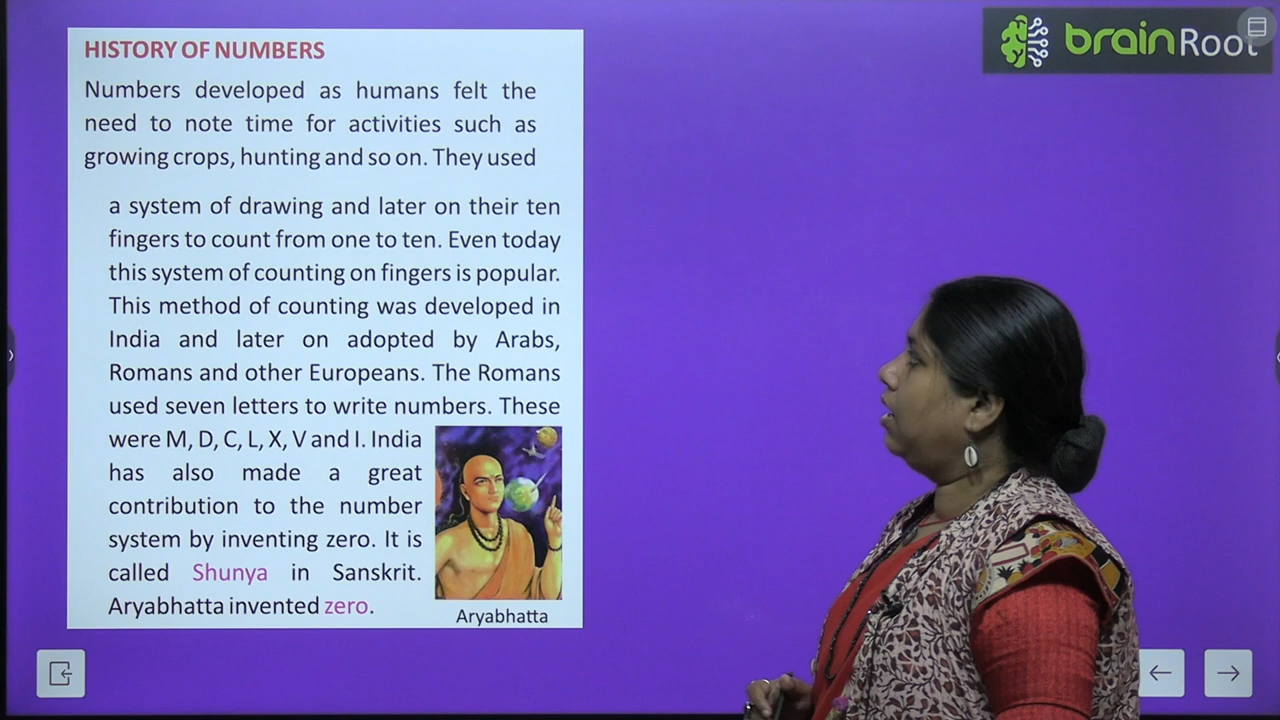 HISTORY OF NUMBERS
Numbers developed as humans felt the
need to note time for activities such as
growing crops, hunting and so on. They used
a system of drawing and later on their ten
fingers to count from one to ten. Even today
this system of counting on fingers is popular.
This method of counting was developed in
India and later on adopted by Arabs,
Romans and other Europeans. The Romans
used seven letters to write numbers. These
were M, D, C, L, X, V and I. India
has also made a great
contribution to the number
system by inventing zero. It is
called Shunya in Sanskrit.
Aryabhatta invented zero.
Aryabhatta
brainRoot